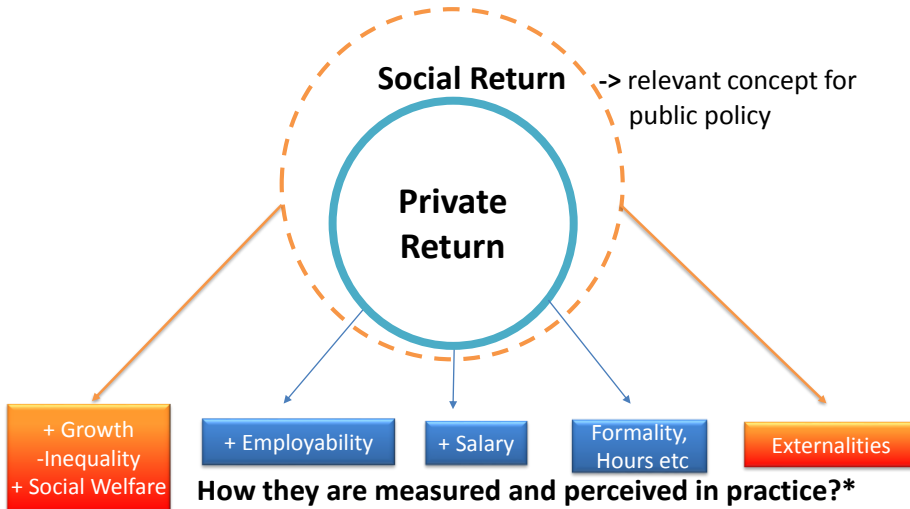 Social Return
-> relevant concept for
public policy
Private
Return
+ Growth
-Inequality
+ Social Welfare
+ Employability
+ Salary
Formality,
Hours etc
Externalities
How they are measured and perceived in practice?*